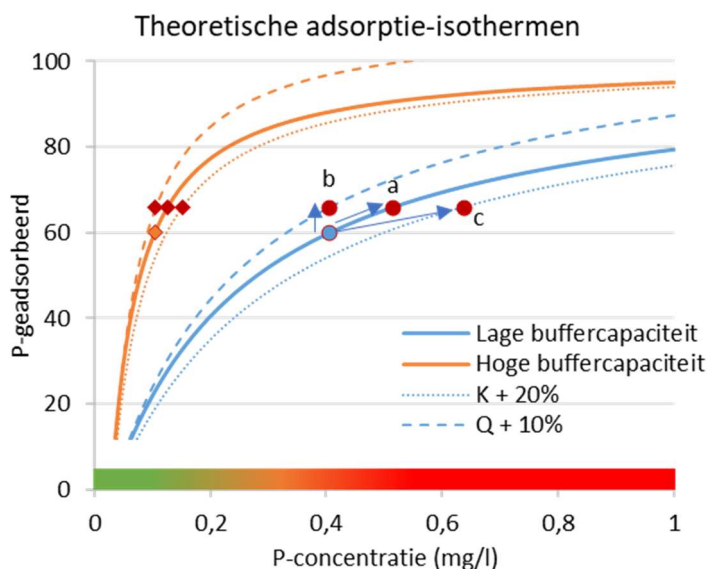 Theoretische adsorptie-isothermen
100
80
60
40
20
0
P-geadsorbeerd
b
a
c
Lage buffercapaciteit
Hoge buffercapaciteit
K + 20%
Q + 10%
0 0,2 0,4 0,6 0,8 1
P-concentratie (mg/l)